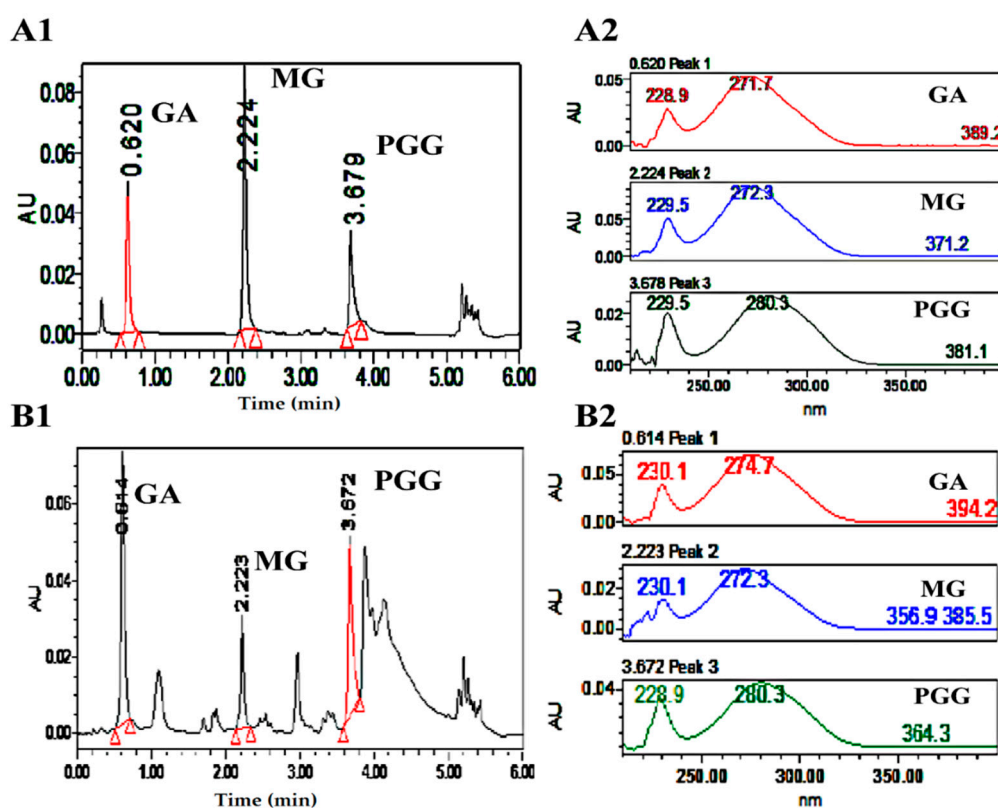 A1
GA
MG
PGG
0.620
2.224
3.679
AU
0.08
0.06
0.04
0.02
0.00
0.00 1.00 2.00 3.00 4.00 5.00 6.00
Time (min)
A2
0.620 Peak 1
AU
0.05
0.00
228.9
271.7
389.2
GA
2.224 Peak 2
AU
0.05
0.00
229.5
272.3
371.2
MG
3.678 Peak 3
AU
0.02
0.00
229.5
280.3
381.1
PGG
250.00 300.00 350.00
nm
B1
GA
MG
PGG
0.614
2.223
3.672
AU
0.06
0.04
0.02
0.00
0.00 1.00 2.00 3.00 4.00 5.00 6.00
Time (min)
B2
0.614 Peak 1
AU
0.05
0.00
230.1
274.7
394.2
GA
2.223 Peak 2
AU
0.02
0.00
230.1
272.3
356.9 385.5
MG
3.672 Peak 3
AU
0.04
228.9
280.3
364.3
PGG
250.00 300.00 350.00
nm